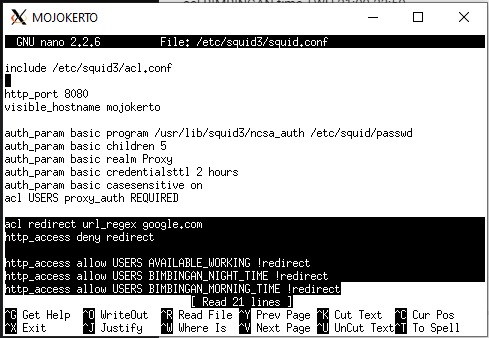 MOJOKERTO
GNU nano 2.2.6 File: /etc/squid3/squid.conf
include /etc/squid3/acl.conf
http_port 8080
visible_hostname mojokerto
auth_param basic program /usr/lib/squid3/ncsa_auth /etc/squid/passwd
auth_param basic children 5
auth_param basic realm Proxy
auth_param basic credentialsttl 2 hours
auth_param basic casesensitive on
acl USERS proxy_auth REQUIRED
acl redirect url_regex google.com
http_access deny redirect
http_access allow USERS AVAILABLE_WORKING !redirect
http_access allow USERS BIMBINGAN_NIGHT_TIME !redirect
http_access allow USERS BIMBINGAN_MORNING_TIME !redirect
[ Read 21 lines ]
^G Get Help ^O WriteOut ^R Read File ^Y Prev Page ^K Cut Text ^C Cur Pos
^X Exit ^J Justify ^W Where Is ^V Next Page ^U UnCut Text ^T To Spell